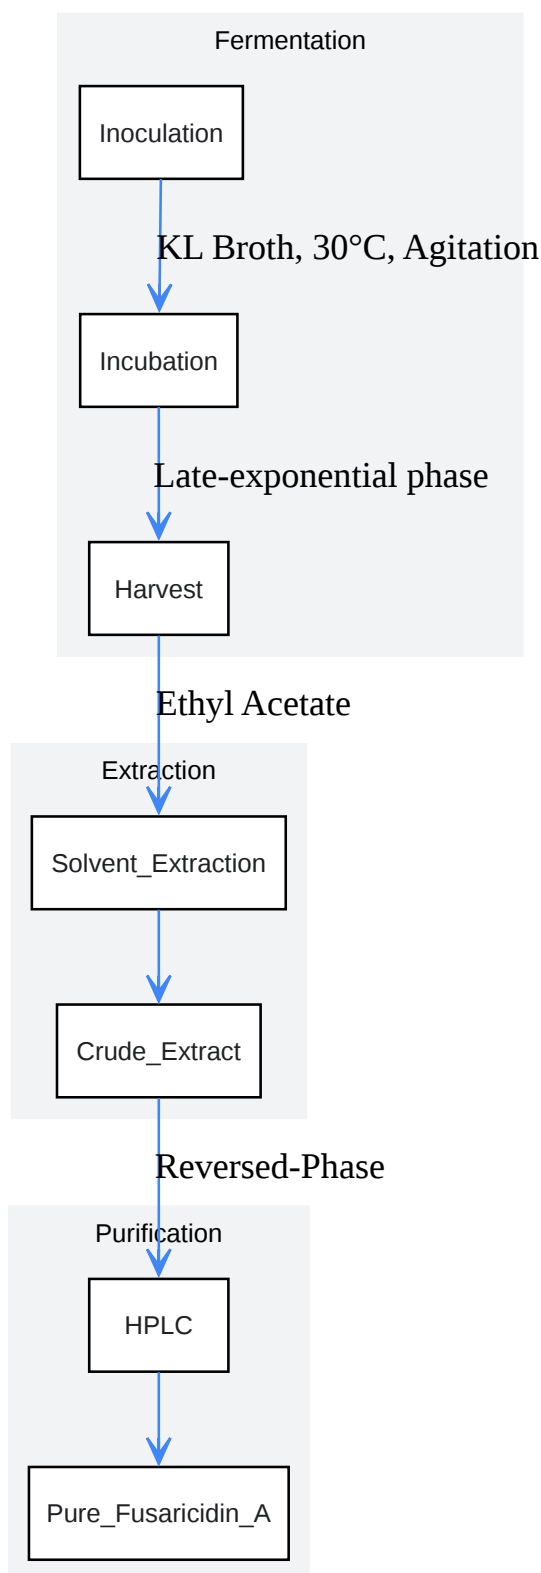 Fermentation
Inoculation
KL Broth, 30°C, Agitation
Incubation
Late-exponential phase
Harvest
Ethyl Acetate
Extraction
Solvent_Extraction
Crude_Extract
Reversed-Phase
Purification
HPLC
Pure_Fusaricidin_A